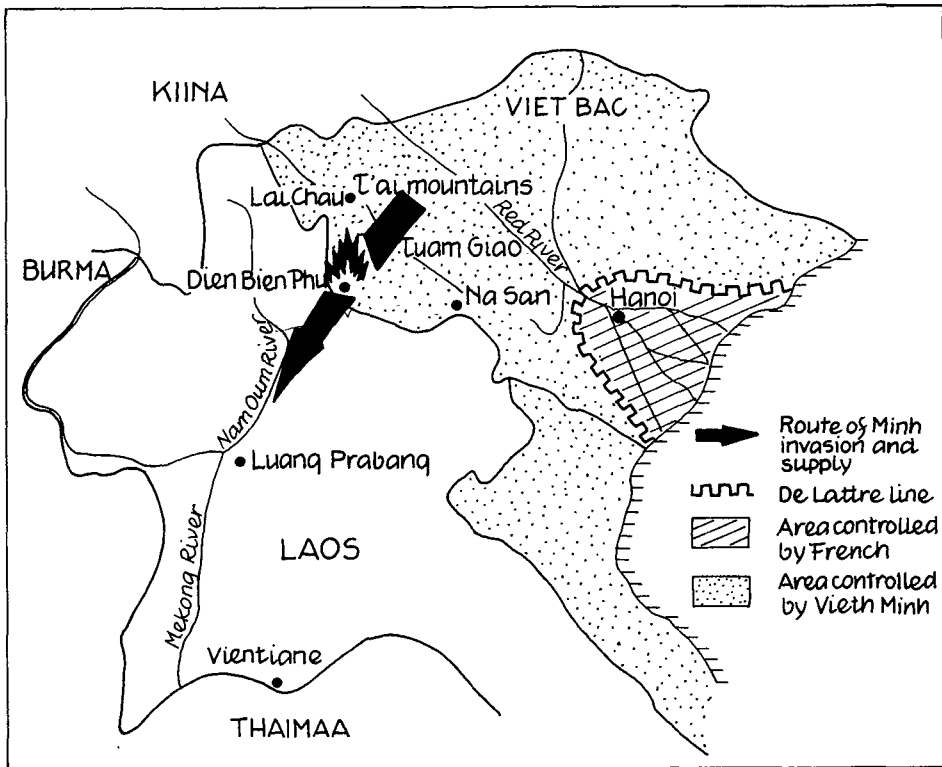 KIINA
VIET BAC
Lai Chau
T'ai mountains
Red River
Tuam Giao
BURMA
Dien Bien Phu
Na San
Hanoi
Nam Oum River
Luang Prabang
LAOS
Mekong River
Vientiane
THAIMAA
Route of Minh
invasion and
supply
De Lattre line
Area controlled
by French
Area controlled
by Vieth Minh